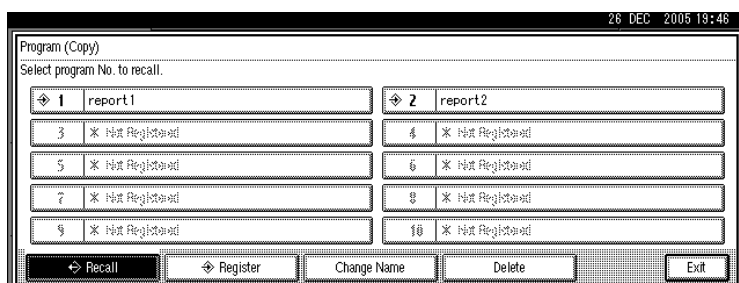 26 DEC 2005 19:46
Program (Copy)
Select program No. to recall.
1 report1 2 report2
3 * Not Registered 4 * Not Registered
5 * Not Registered 6 * Not Registered
7 * Not Registered 8 * Not Registered
9 * Not Registered 10 * Not Registered
Recall Register Change Name Delete Exit